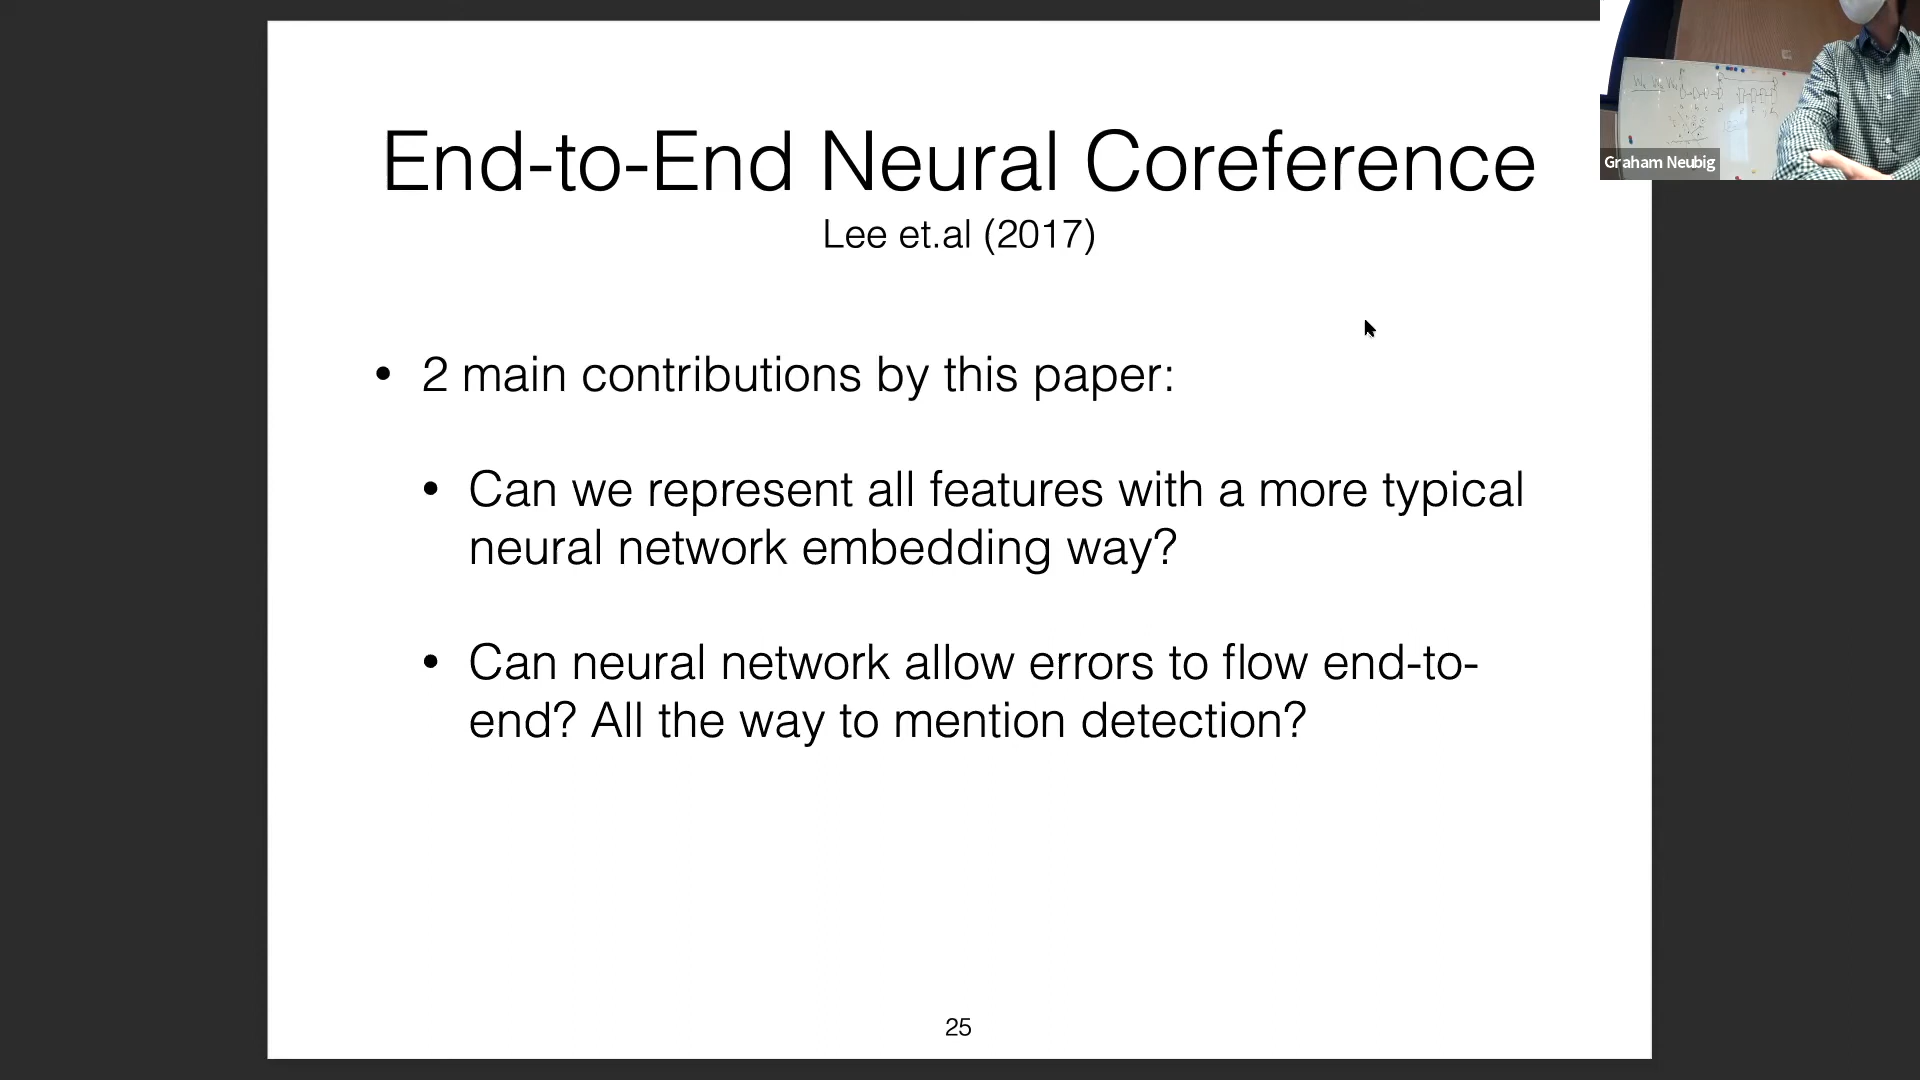 End-to-End Neural Coreference
Lee et.al (2017)
• 2 main contributions by this paper:
• Can we represent all features with a more typical
neural network embedding way?
• Can neural network allow errors to flow end-to-
end? All the way to mention detection?
25
Graham Neubig